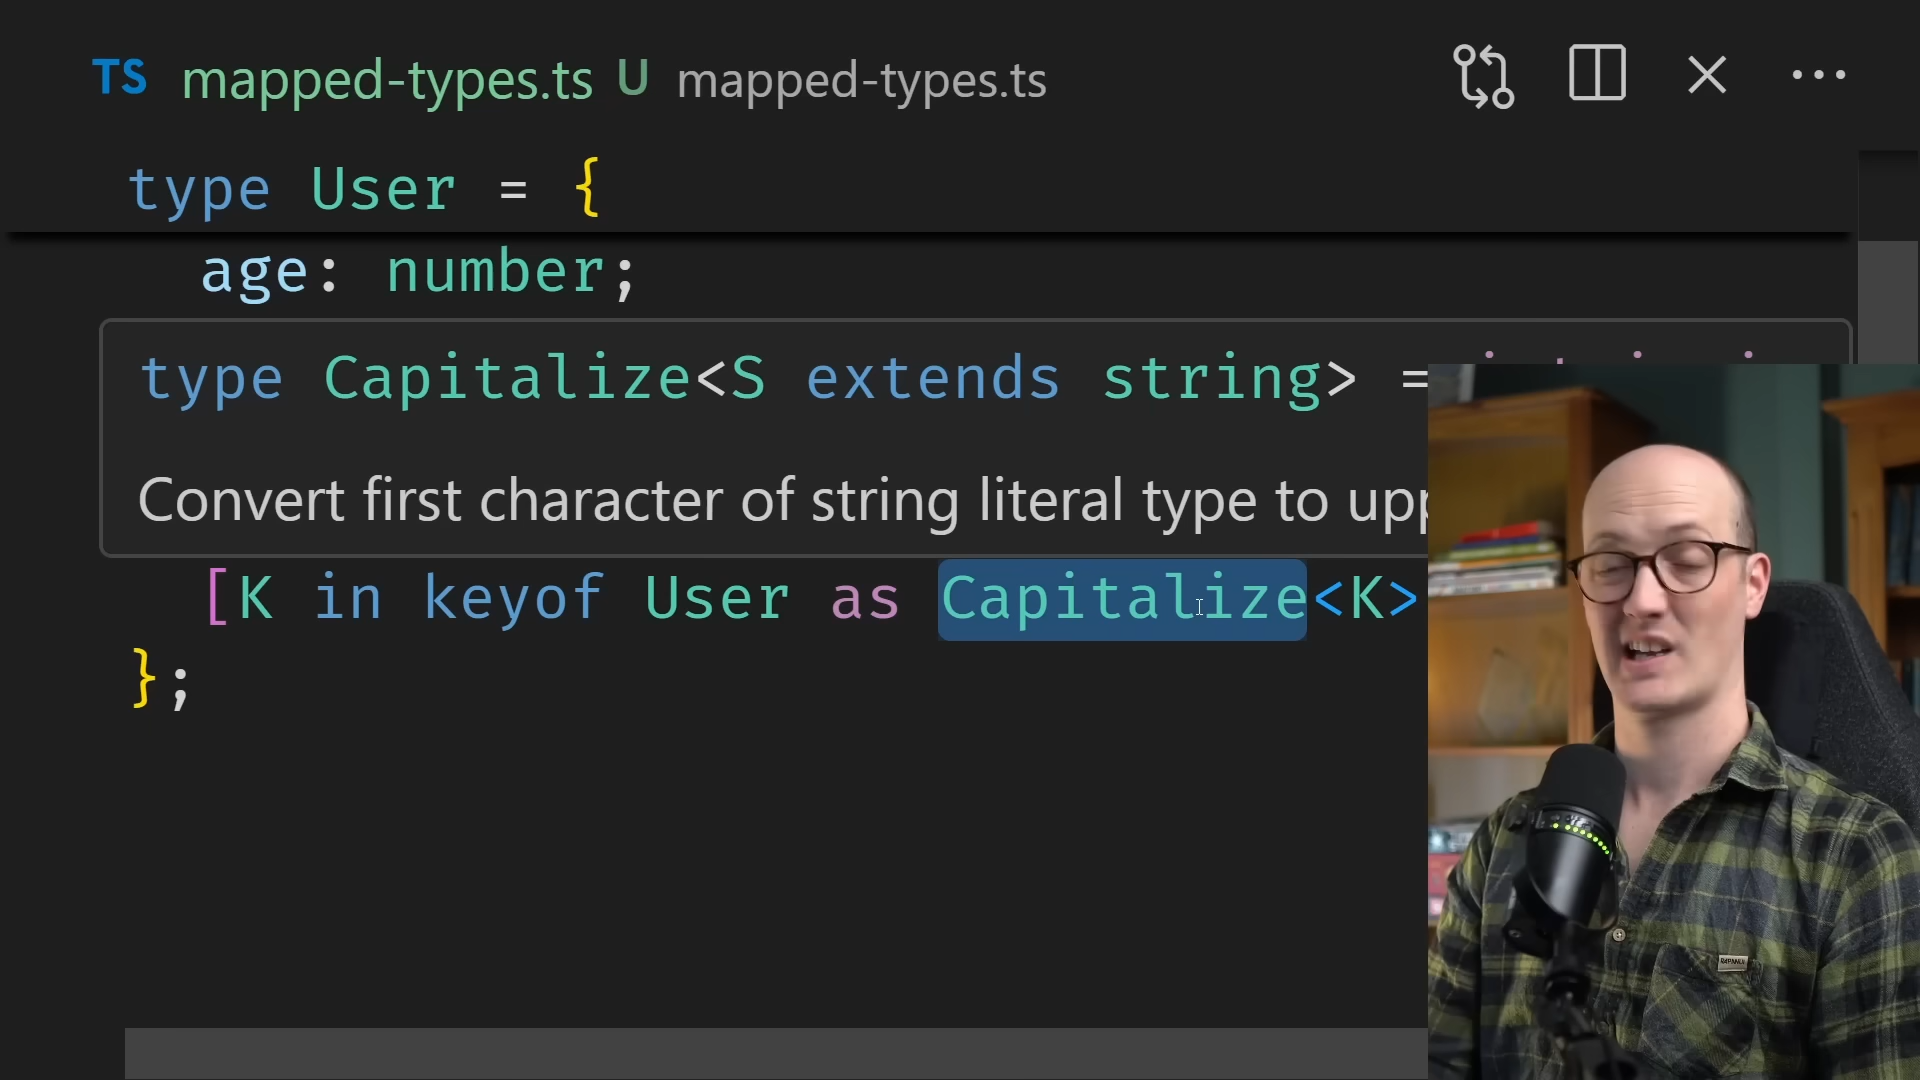 TS mapped-types.ts U mapped-types.ts
type User = {
age: number;
type Capitalize<S extends string> =
Convert first character of string literal type to
[K in keyof User as Capitalize<K>
};